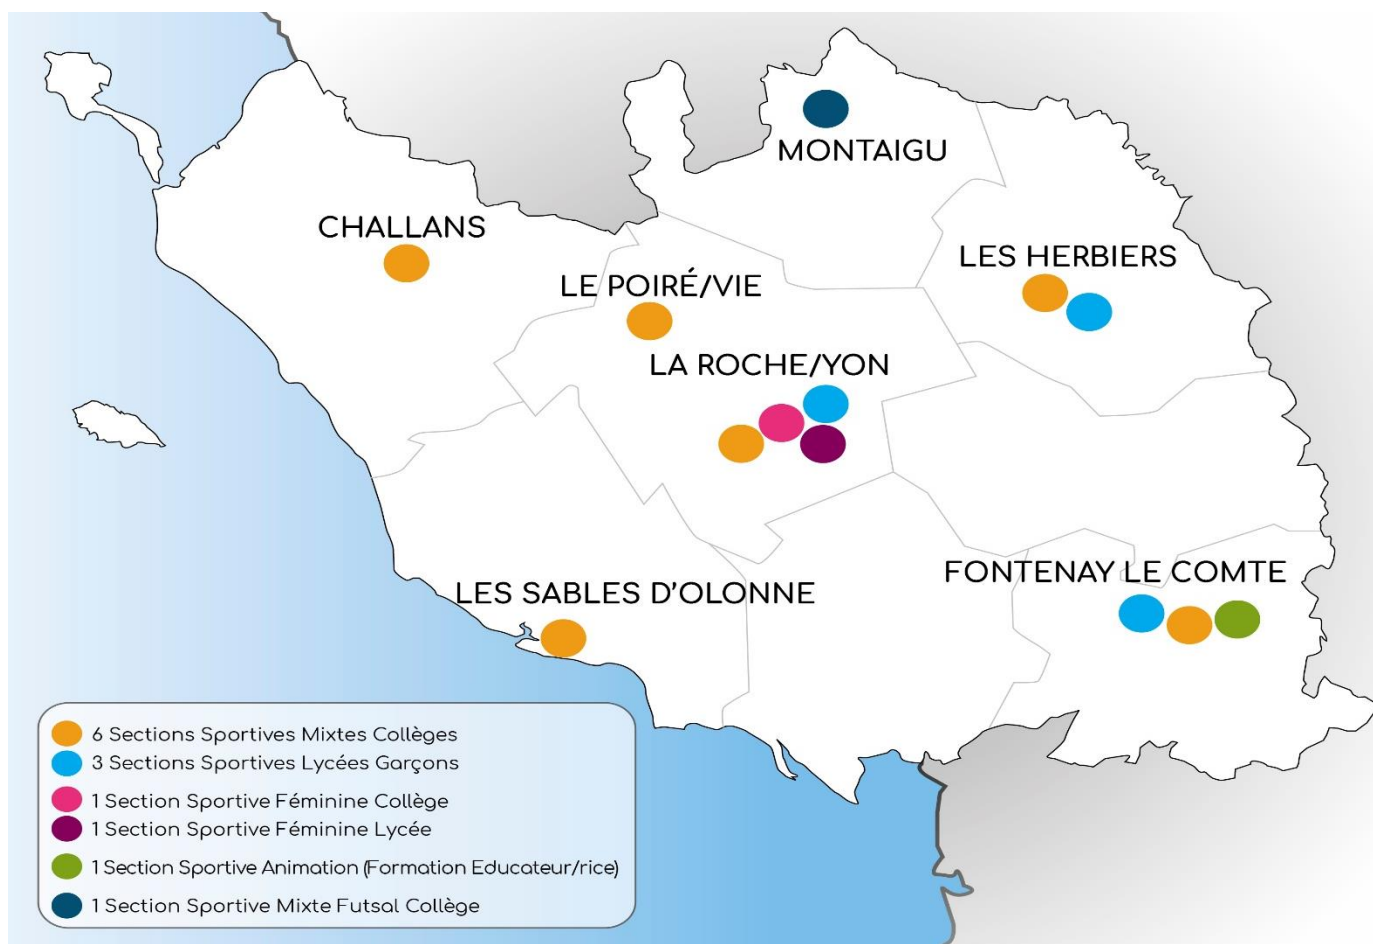 MONTAIGU
CHALLANS
LES HERBIERS
LE POIRÉ/VIE
LA ROCHE/YON
FONTENAY LE COMTE
LES SABLES D'OLONNE
6 Sections Sportives Mixtes Collèges
3 Sections Sportives Lycées Garçons
1 Section Sportive Féminine Collège
1 Section Sportive Féminine Lycée
1 Section Sportive Animation (Formation Educateur/rice)
1 Section Sportive Mixte Futsal Collège